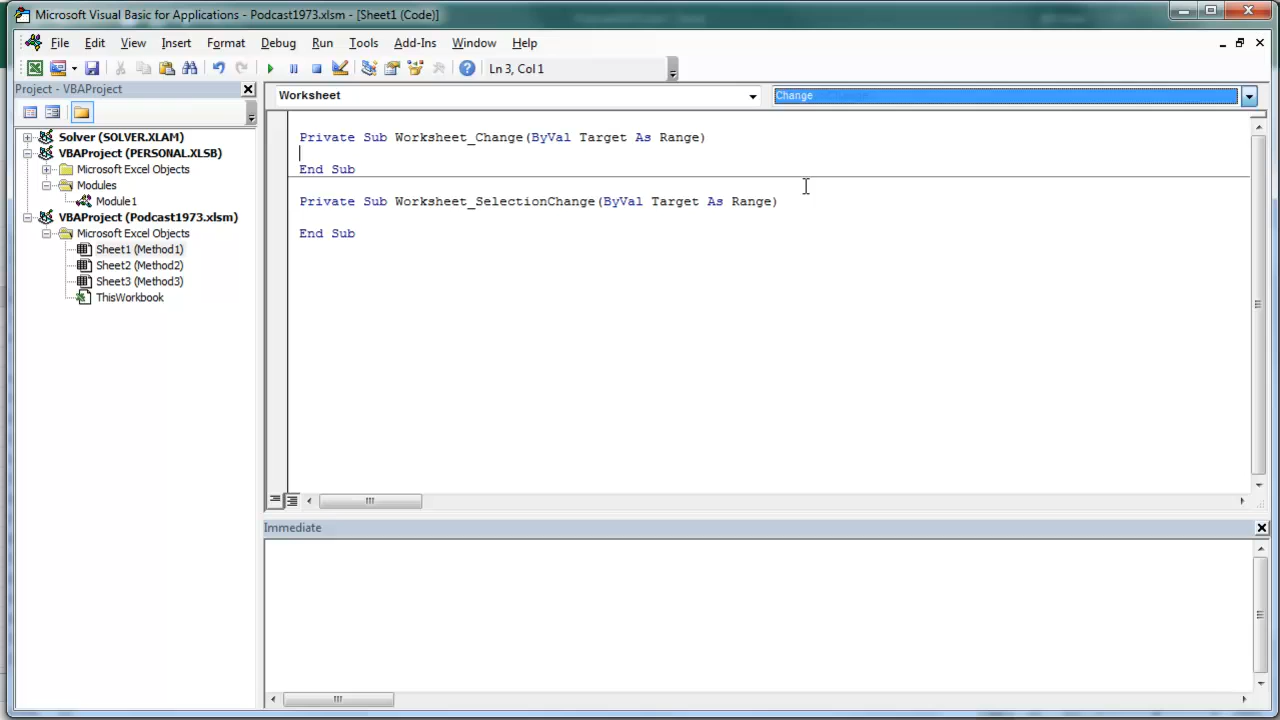 Microsoft Visual Basic for Applications - Podcast1973.xlsm - [Sheet1 (Code)]
File Edit View Insert Format Debug Run Tools Add-Ins Window Help
Ln 3, Col 1
Project - VBAProject
Worksheet
Change
Solver (SOLVER.XLAM)
VBAProject (PERSONAL.XLSB)
Microsoft Excel Objects
Modules
Module1
VBAProject (Podcast1973.xlsm)
Microsoft Excel Objects
Sheet1 (Method1)
Sheet2 (Method2)
Sheet3 (Method3)
ThisWorkbook
Private Sub Worksheet_Change(ByVal Target As Range)
End Sub
Private Sub Worksheet_SelectionChange(ByVal Target As Range)
End Sub
Immediate